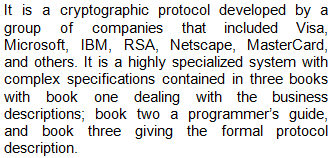 It is a cryptographic protocol developed by a
group of companies that included Visa,
Microsoft, IBM, RSA, Netscape, MasterCard,
and others. It is a highly specialized system with
complex specifications contained in three books
with book one dealing with the business
descriptions; book two a programmer's guide,
and book three giving the formal protocol
description.